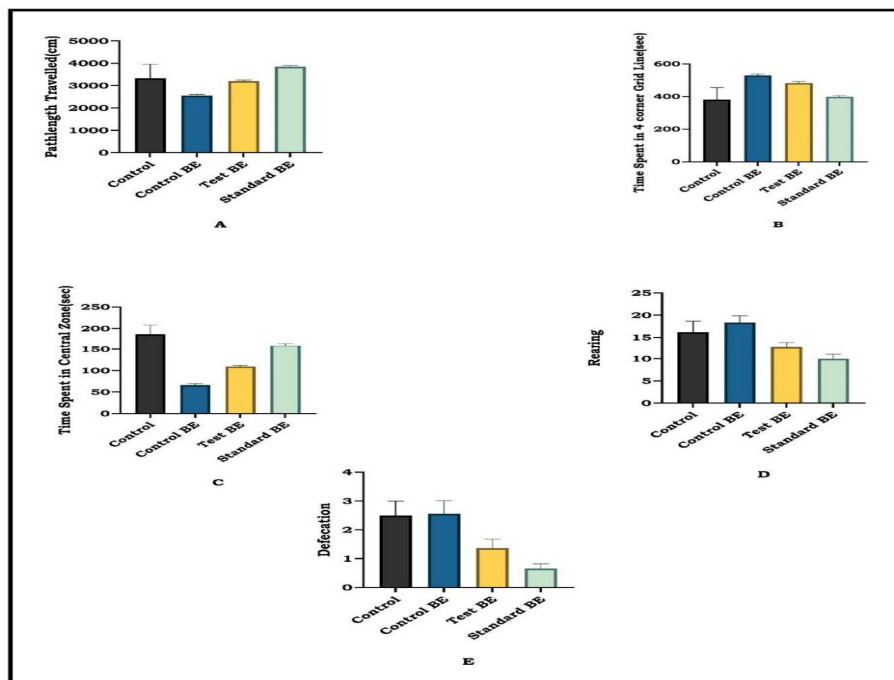 Pathlength Travelled(cm)
5000
4000
3000
2000
1000
0
Control
Control BE
Test BE
Standard BE
A
Time Spent in 4 corner Grid Line(sec)
600
400
200
0
Control
Control BE
Test BE
Standard BE
B
Time Spent in Central Zone(sec)
250
200
150
100
50
0
Control
Control BE
Test BE
Standard BE
C
Rearing
25
20
15
10
5
0
Control
Control BE
Test BE
Standard BE
D
Defecation
4
3
2
1
0
Control
Control BE
Test BE
Standard BE
E